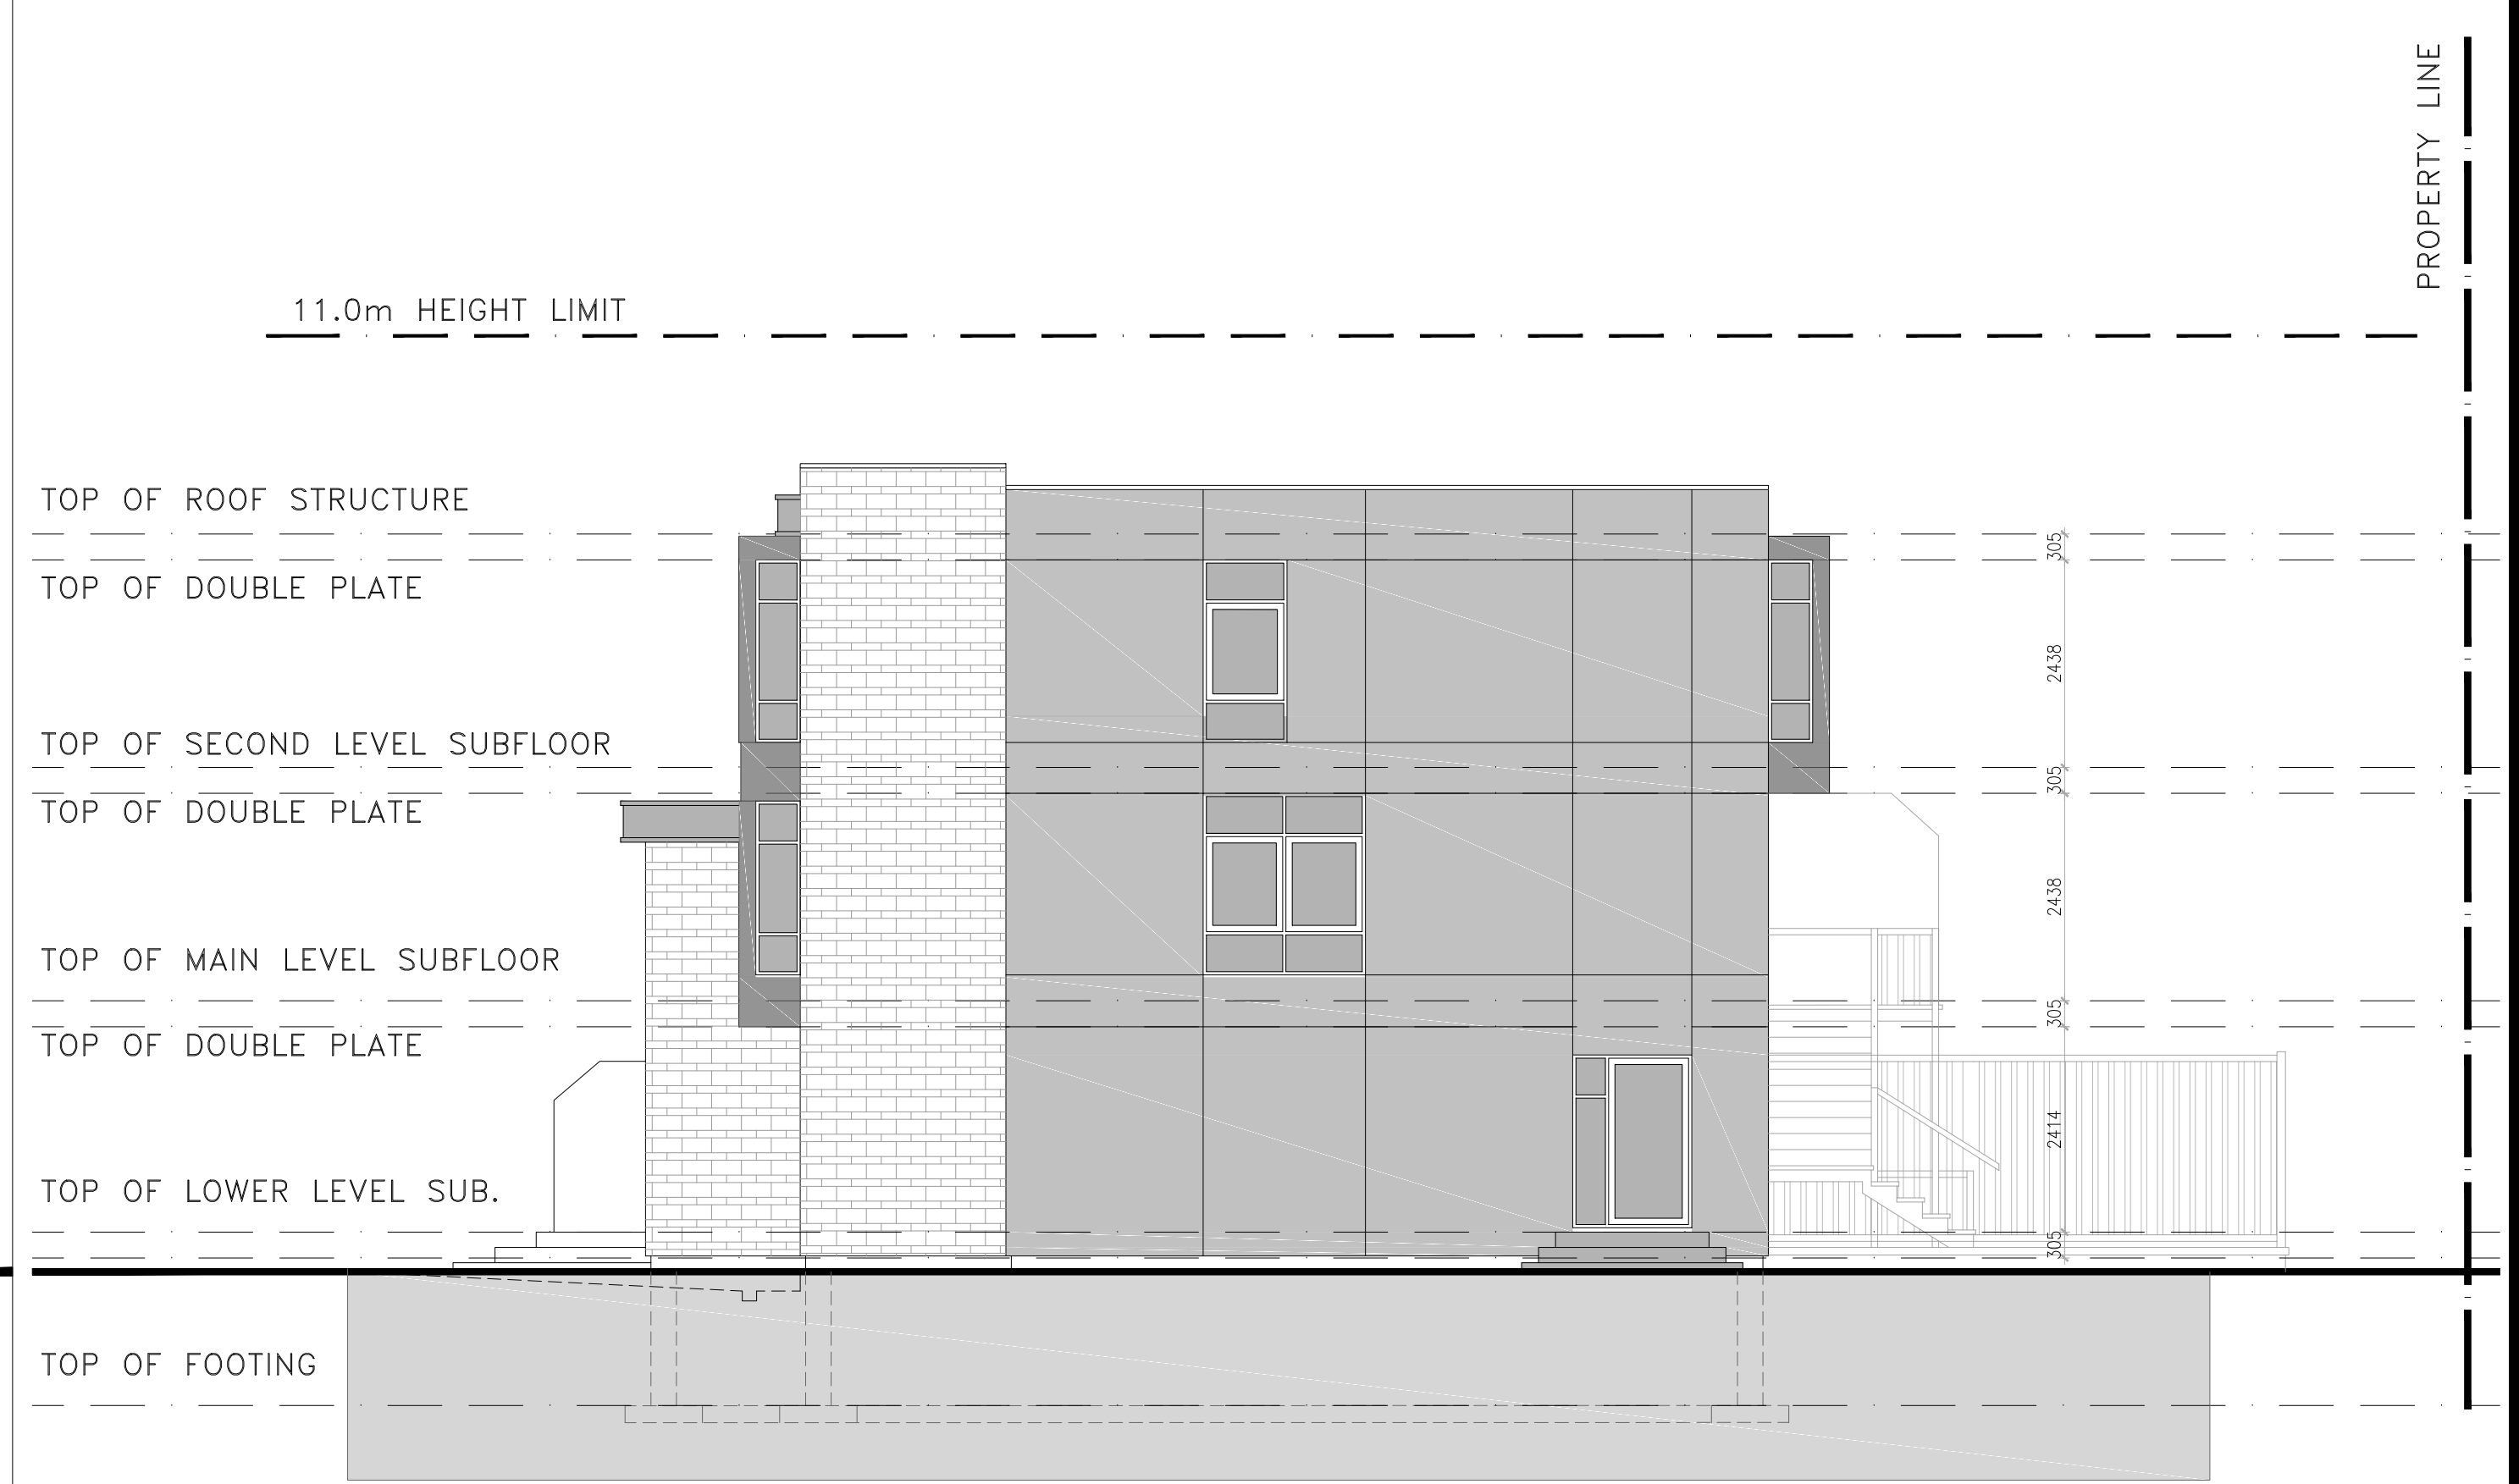 PROPERTY LINE
11.0m HEIGHT LIMIT
TOP OF ROOF STRUCTURE
305
TOP OF DOUBLE PLATE
2438
TOP OF SECOND LEVEL SUBFLOOR
305
TOP OF DOUBLE PLATE
2438
TOP OF MAIN LEVEL SUBFLOOR
305
TOP OF DOUBLE PLATE
2414
TOP OF LOWER LEVEL SUB.
305
TOP OF FOOTING